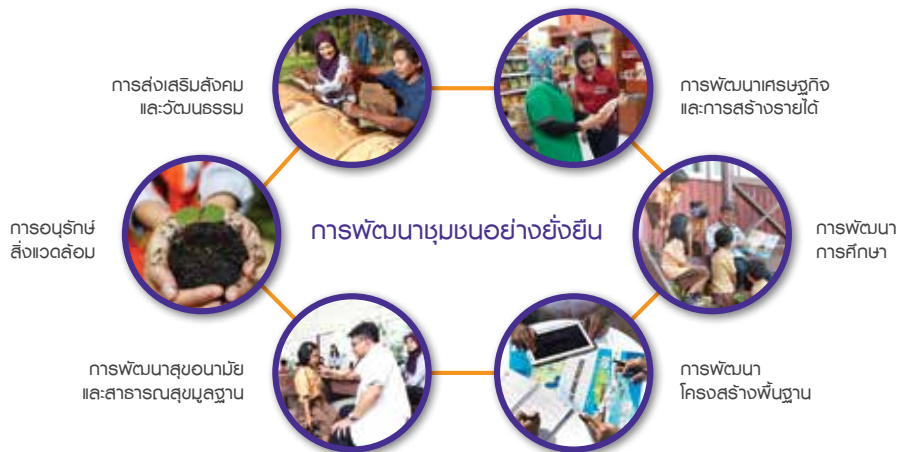 การส่งเสริมสังคม
และวัฒนธรรม
การพัฒนาเศรษฐกิจ
และการสร้างรายได้
การอนุรักษ์
สิ่งแวดล้อม
การพัฒนาชุมชนอย่างยั่งยืน
การพัฒนา
การศึกษา
การพัฒนาสุขอนามัย
และสาธารณสุขมูลฐาน
การพัฒนา
โครงสร้างพื้นฐาน